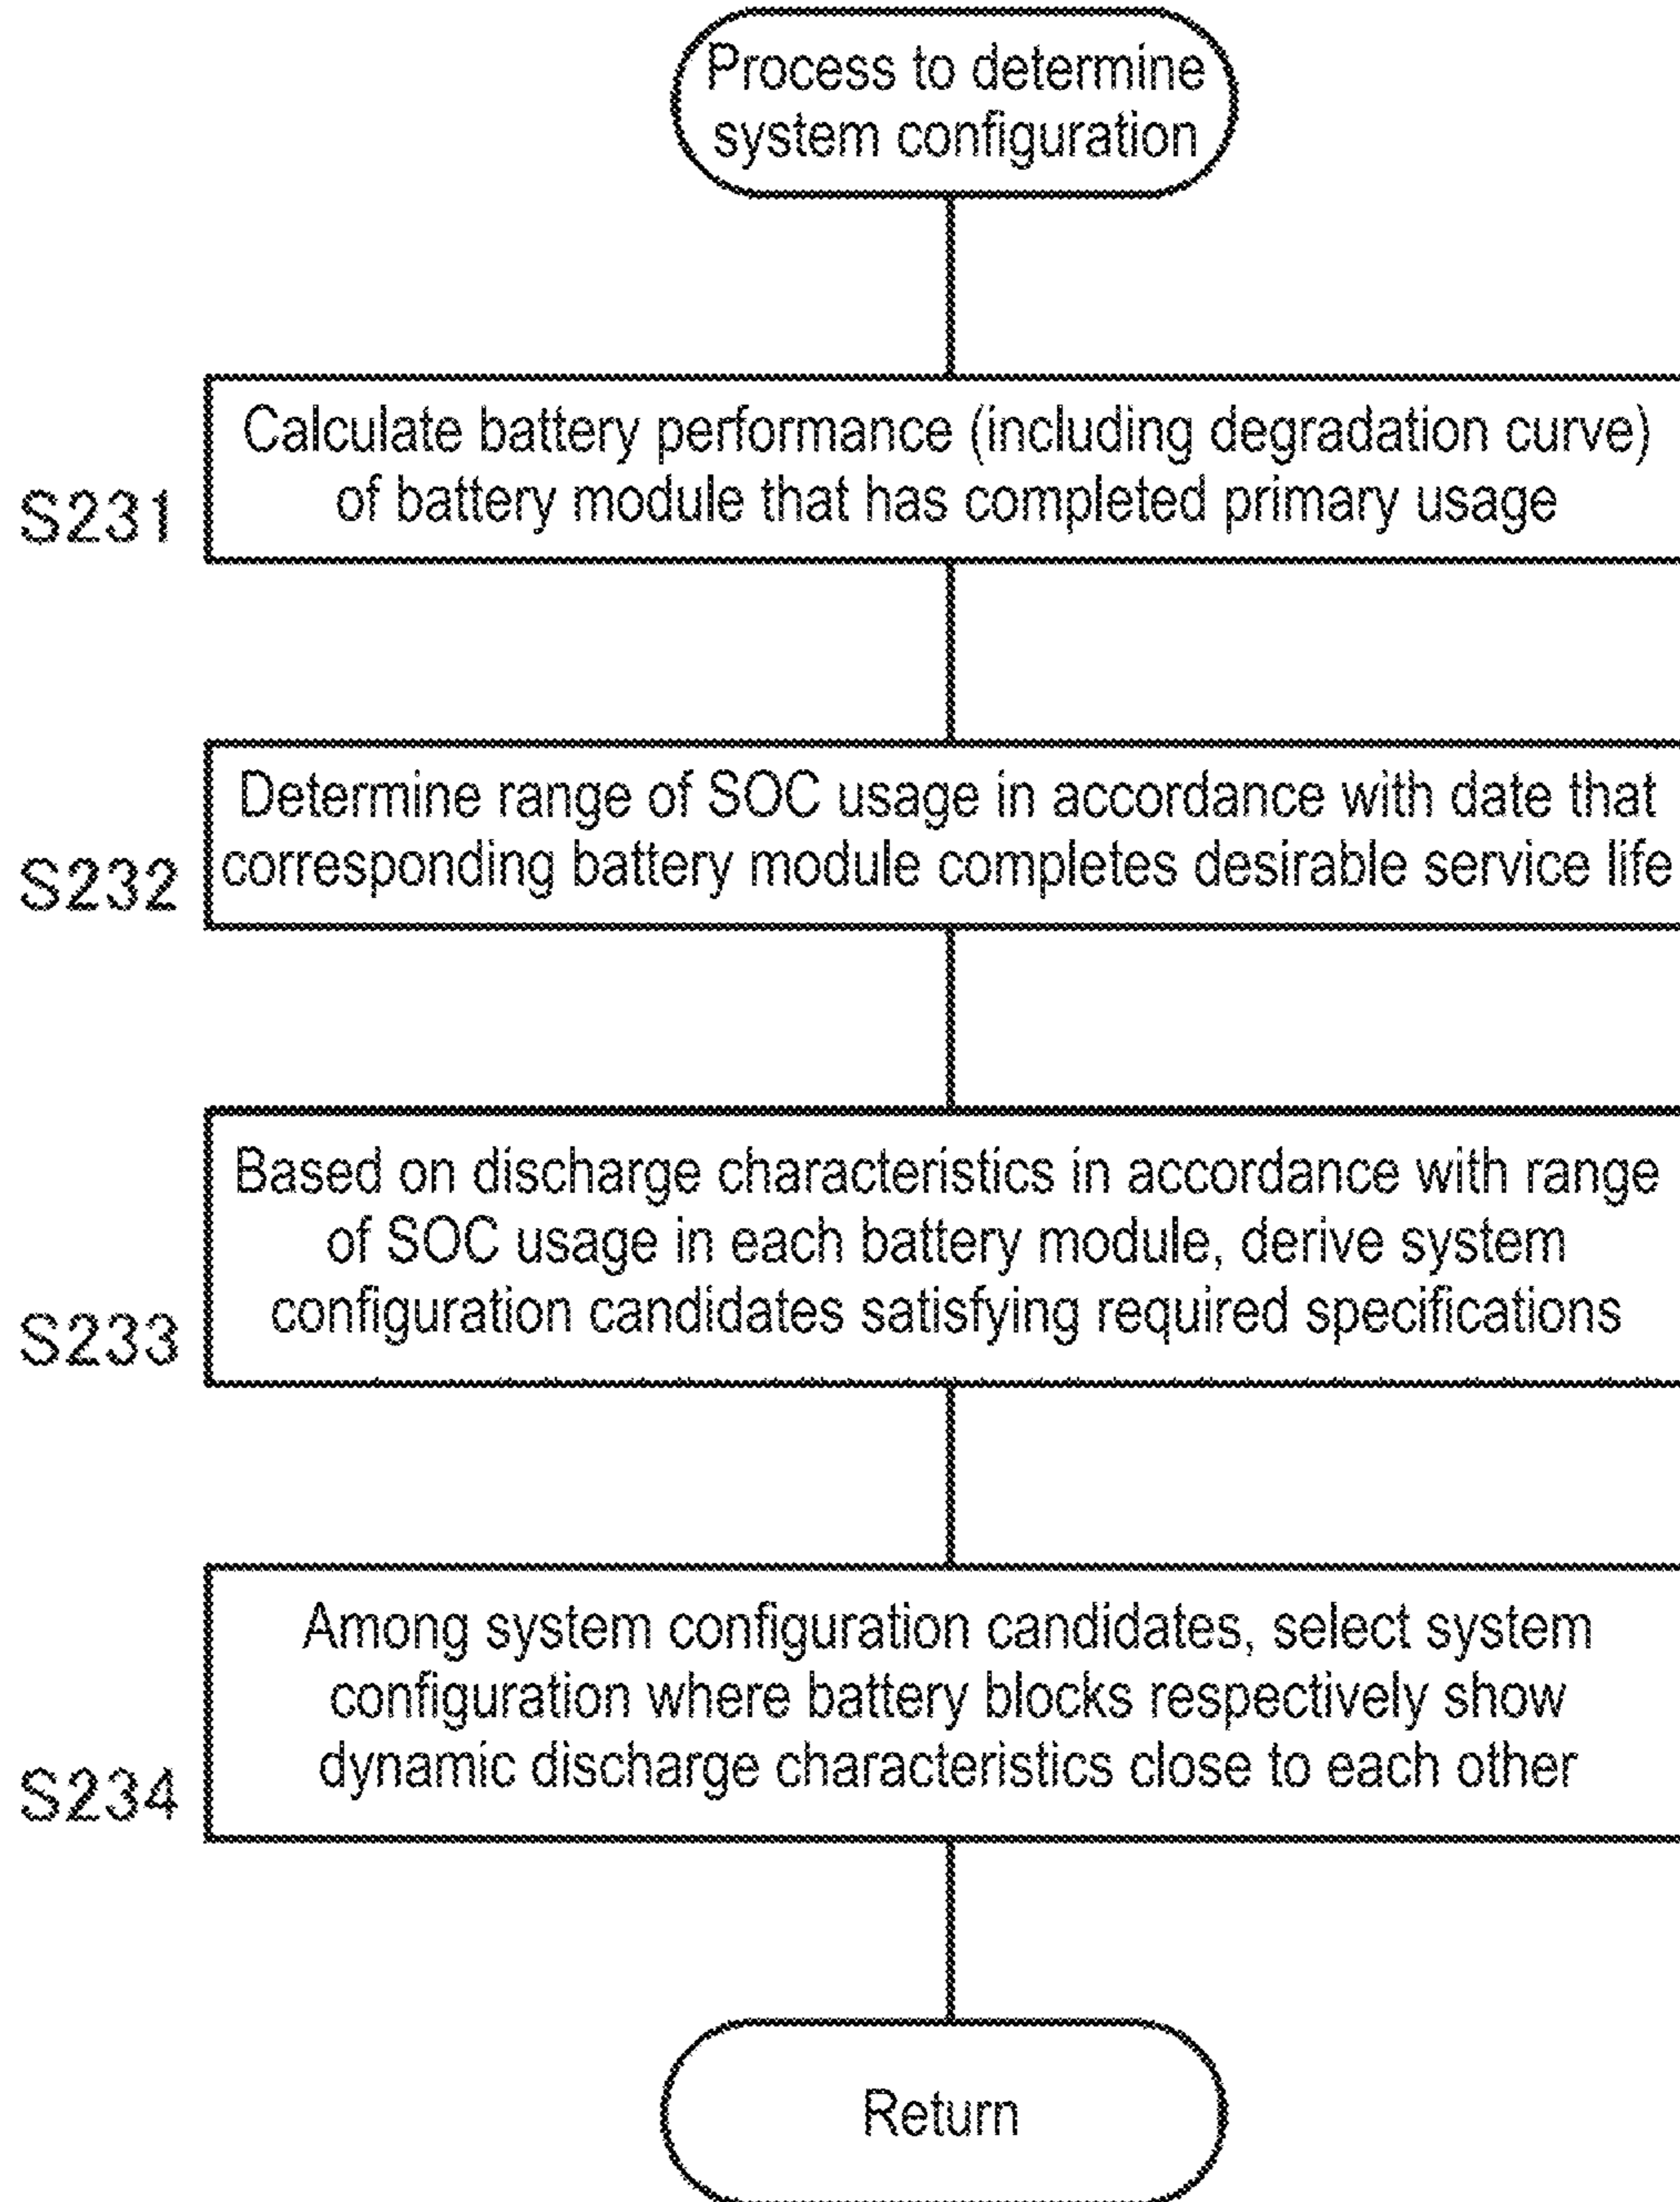 Process to determine
system configuration
S231
Calculate battery performance (including degradation curve)
of battery module that has completed primary usage
S232
Determine range of SOC usage in accordance with date that
corresponding battery module completes desirable service life
S233
Based on discharge characteristics in accordance with range
of SOC usage in each battery module, derive system
configuration candidates satisfying required specifications
S234
Among system configuration candidates, select system
configuration where battery blocks respectively show
dynamic discharge characteristics close to each other
Return